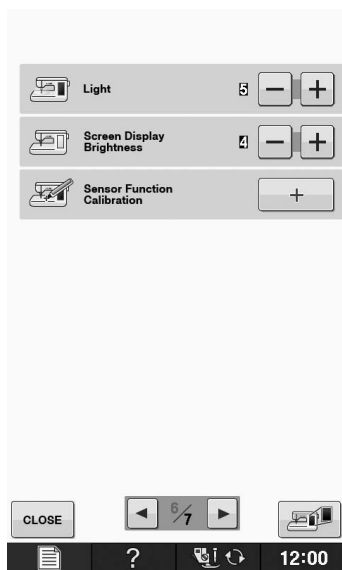 Light 5 − +
Screen Display
Brightness 4 − +
Sensor Function
Calibration +
CLOSE 6/7
? 12:00